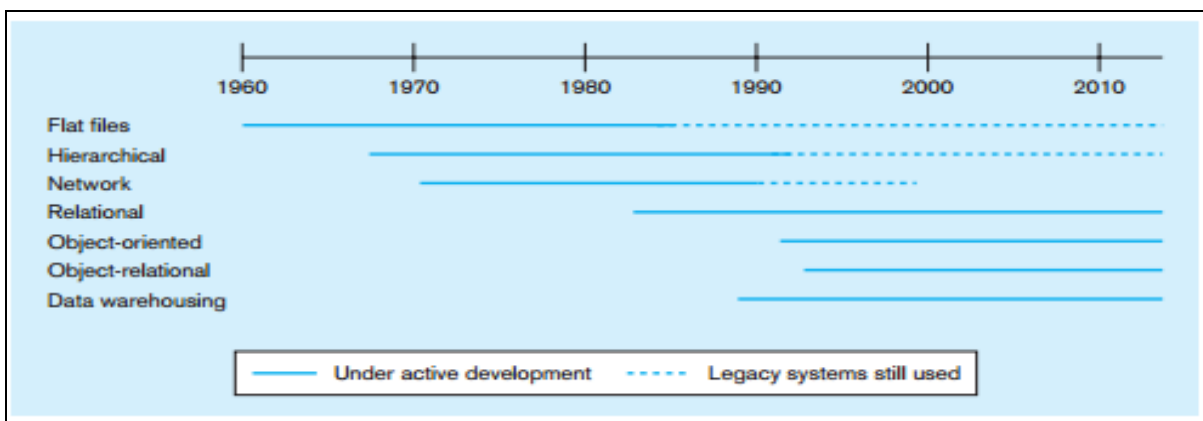 1960 1970 1980 1990 2000 2010
Flat files
Hierarchical
Network
Relational
Object-oriented
Object-relational
Data warehousing
Under active development Legacy systems still used